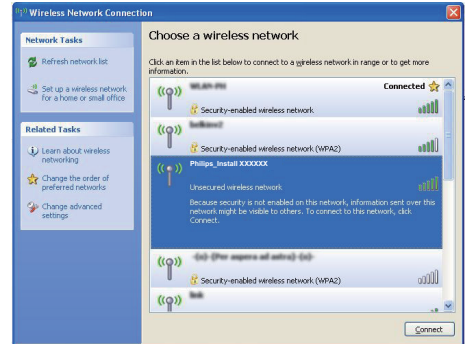 Wireless Network Connection
Network Tasks
Refresh network list
Set up a wireless network
for a home or small office
Related Tasks
Learn about wireless
networking
Change the order of
preferred networks
Change advanced
settings
Choose a wireless network
Click an item in the list below to connect to a wireless network in range or to get more
information.
Connected
Security-enabled wireless network
Security-enabled wireless network (WPA2)
Philips_Install XXXXXX
Unsecured wireless network
Because security is not enabled on this network, information sent over this
network might be visible to others. To connect to this network, click
Connect.
Security-enabled wireless network (WPA2)
Connect